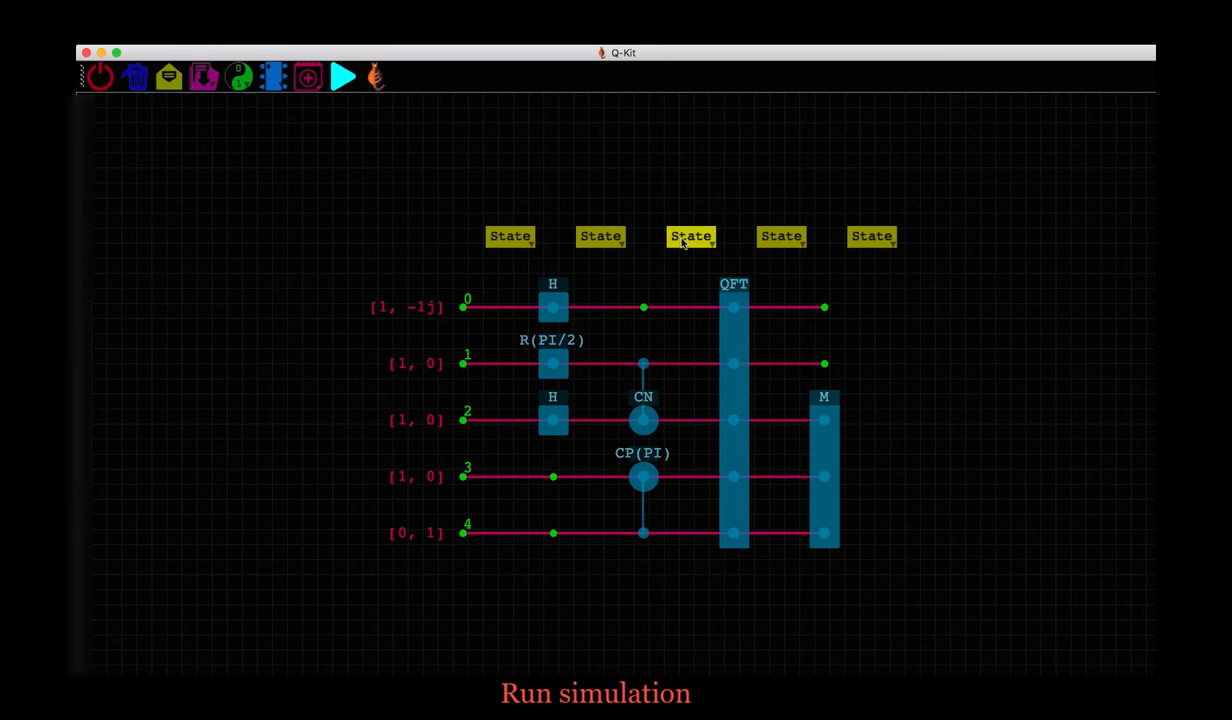 Q-Kit
State State State State State
H QFT
0
[1, -1j]
R(PI/2)
1
[1, 0]
H CN M
2
[1, 0]
CP(PI)
3
[1, 0]
4
[0, 1]
Run simulation